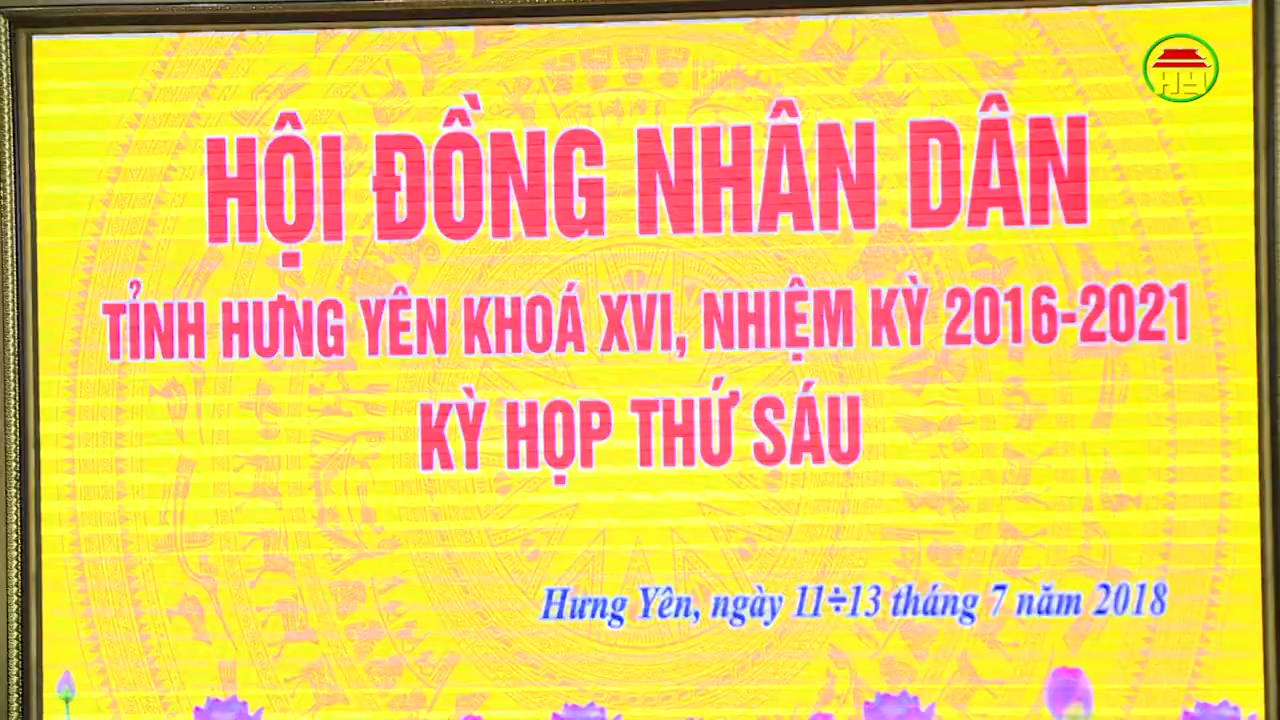 HỘI ĐỒNG NHÂN DÂN
TỈNH HƯNG YÊN KHOÁ XVI, NHIỆM KỲ 2016-2021
KỲ HỌP THỨ SÁU
Hưng Yên, ngày 11÷13 tháng 7 năm 2018
HY